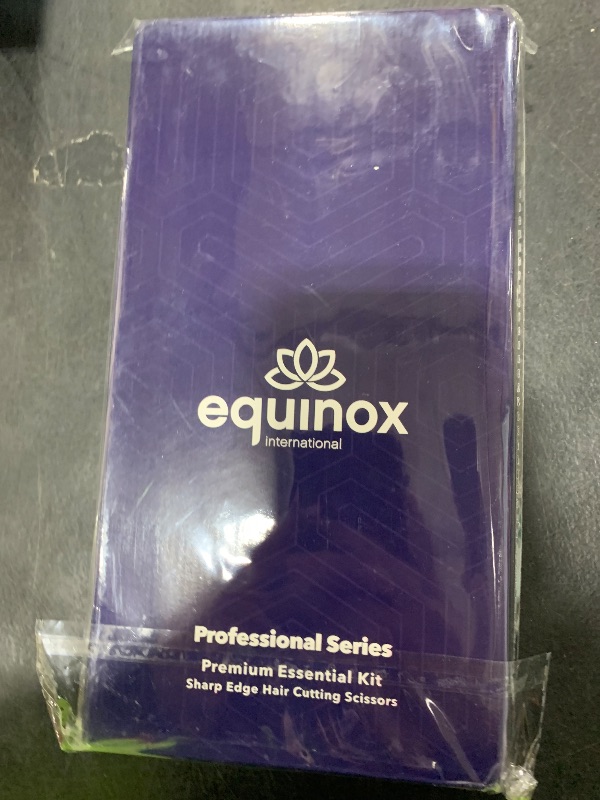 equinox
international
Professional Series
Premium Essential Kit
Sharp Edge Hair Cutting Scissors